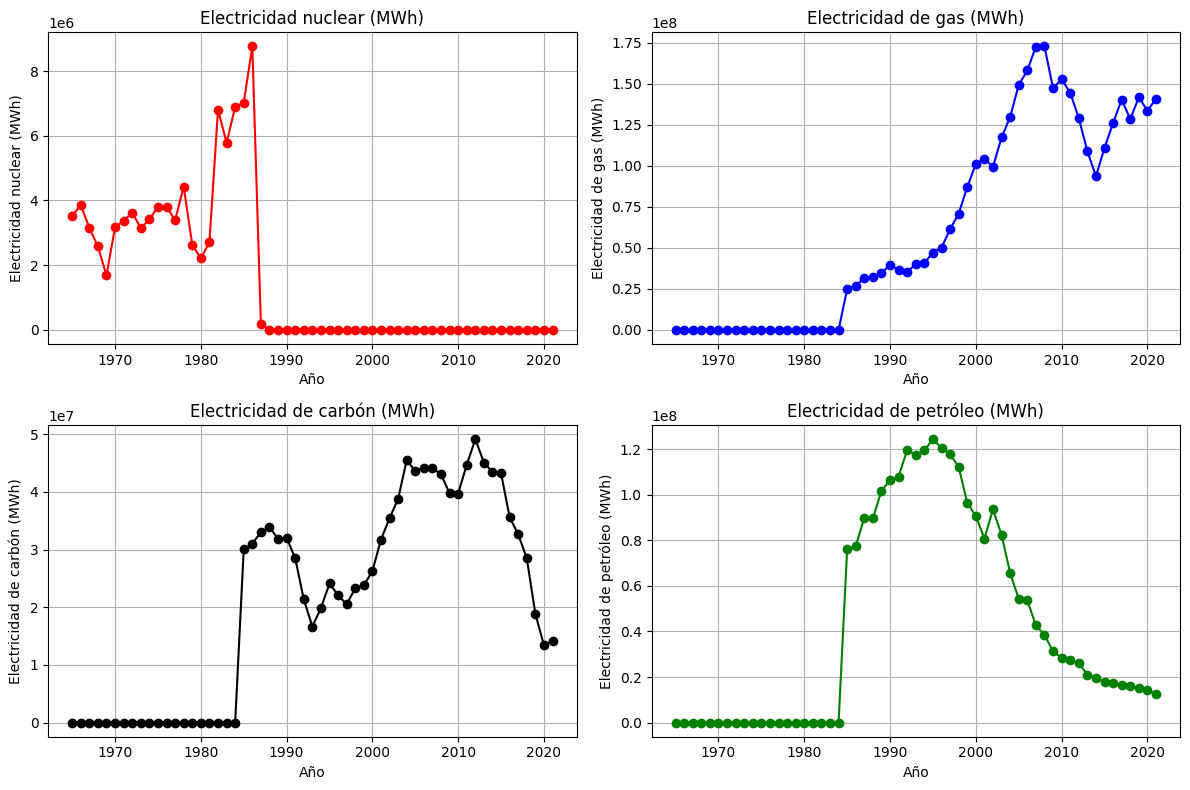 Electricidad nuclear (MWh)
1e6
Electricidad nuclear (MWh)
8
6
4
2
0
1970 1980 1990 2000 2010 2020
Año
Electricidad de gas (MWh)
1e8
Electricidad de gas (MWh)
1.75
1.50
1.25
1.00
0.75
0.50
0.25
0.00
1970 1980 1990 2000 2010 2020
Año
Electricidad de carbón (MWh)
1e7
Electricidad de carbón (MWh)
5
4
3
2
1
0
1970 1980 1990 2000 2010 2020
Año
Electricidad de petróleo (MWh)
1e8
Electricidad de petróleo (MWh)
1.2
1.0
0.8
0.6
0.4
0.2
0.0
1970 1980 1990 2000 2010 2020
Año